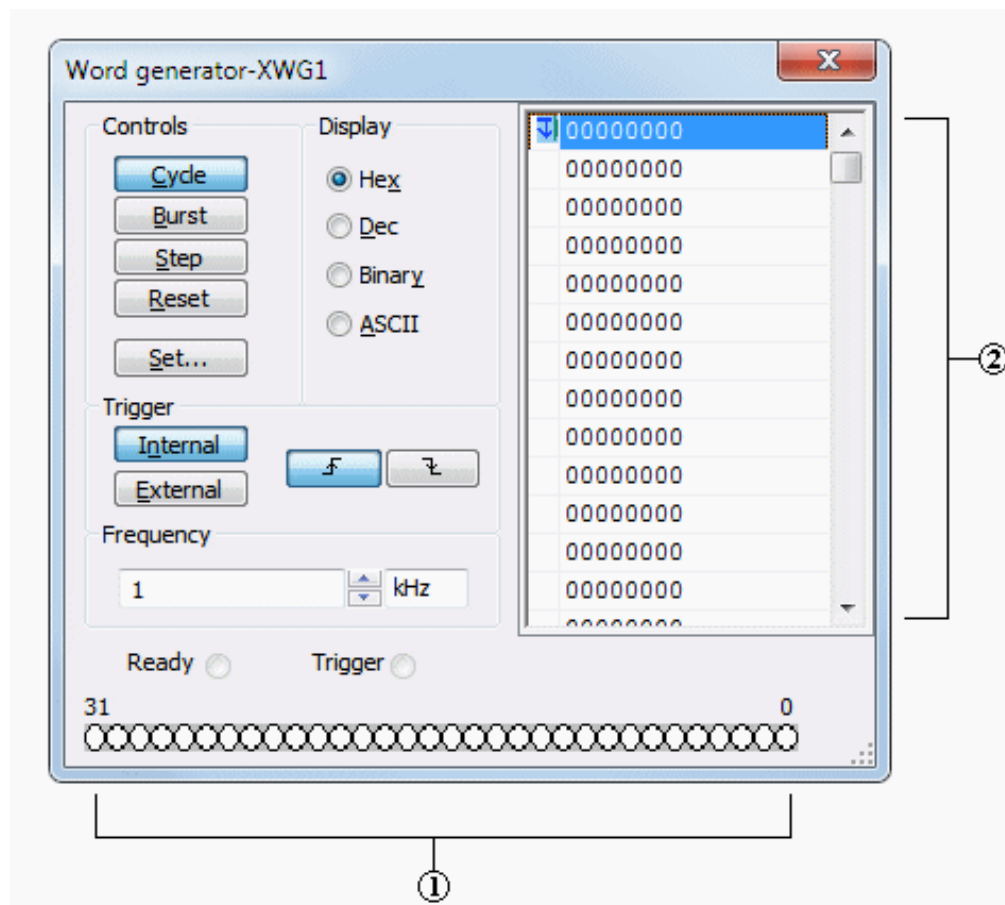 Word generator-XWG1
Controls
Cycle
Burst
Step
Reset
Set...
Display
Hex
Dec
Binary
ASCII
Trigger
Internal
External
Frequency
1 kHz
00000000
00000000
00000000
00000000
00000000
00000000
00000000
00000000
00000000
00000000
00000000
00000000
00000000
00000000
Ready Trigger
31 0
①
②